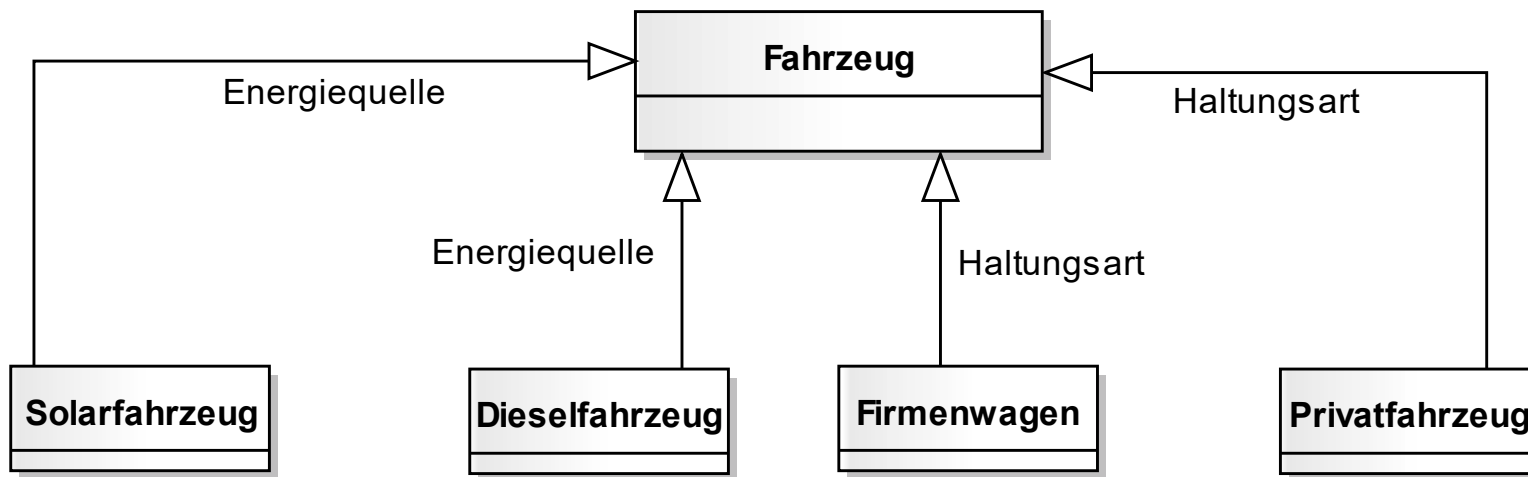 Fahrzeug
Energiequelle
Haltungsart
Energiequelle
Haltungsart
Solarfahrzeug
Dieselfahrzeug
Firmenwagen
Privatfahrzeug